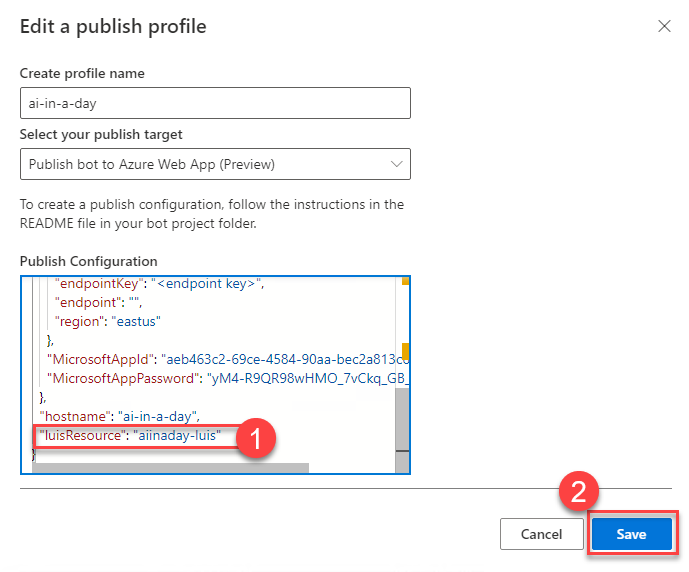 Edit a publish profile
Create profile name
ai-in-a-day
Select your publish target
Publish bot to Azure Web App (Preview)
To create a publish configuration, follow the instructions in the
README file in your bot project folder.
Publish Configuration
"endpointKey": "<endpoint key>",
"endpoint": "",
"region": "eastus"
},
"MicrosoftAppId": "aeb463c2-69ce-4584-90aa-bec2a813c
"MicrosoftAppPassword": "yM4-R9QR98wHMO_7vCkq_GB_
},
"hostname": "ai-in-a-day",
"luisResource": "aiinaday-luis"
1
}
2
Cancel
Save